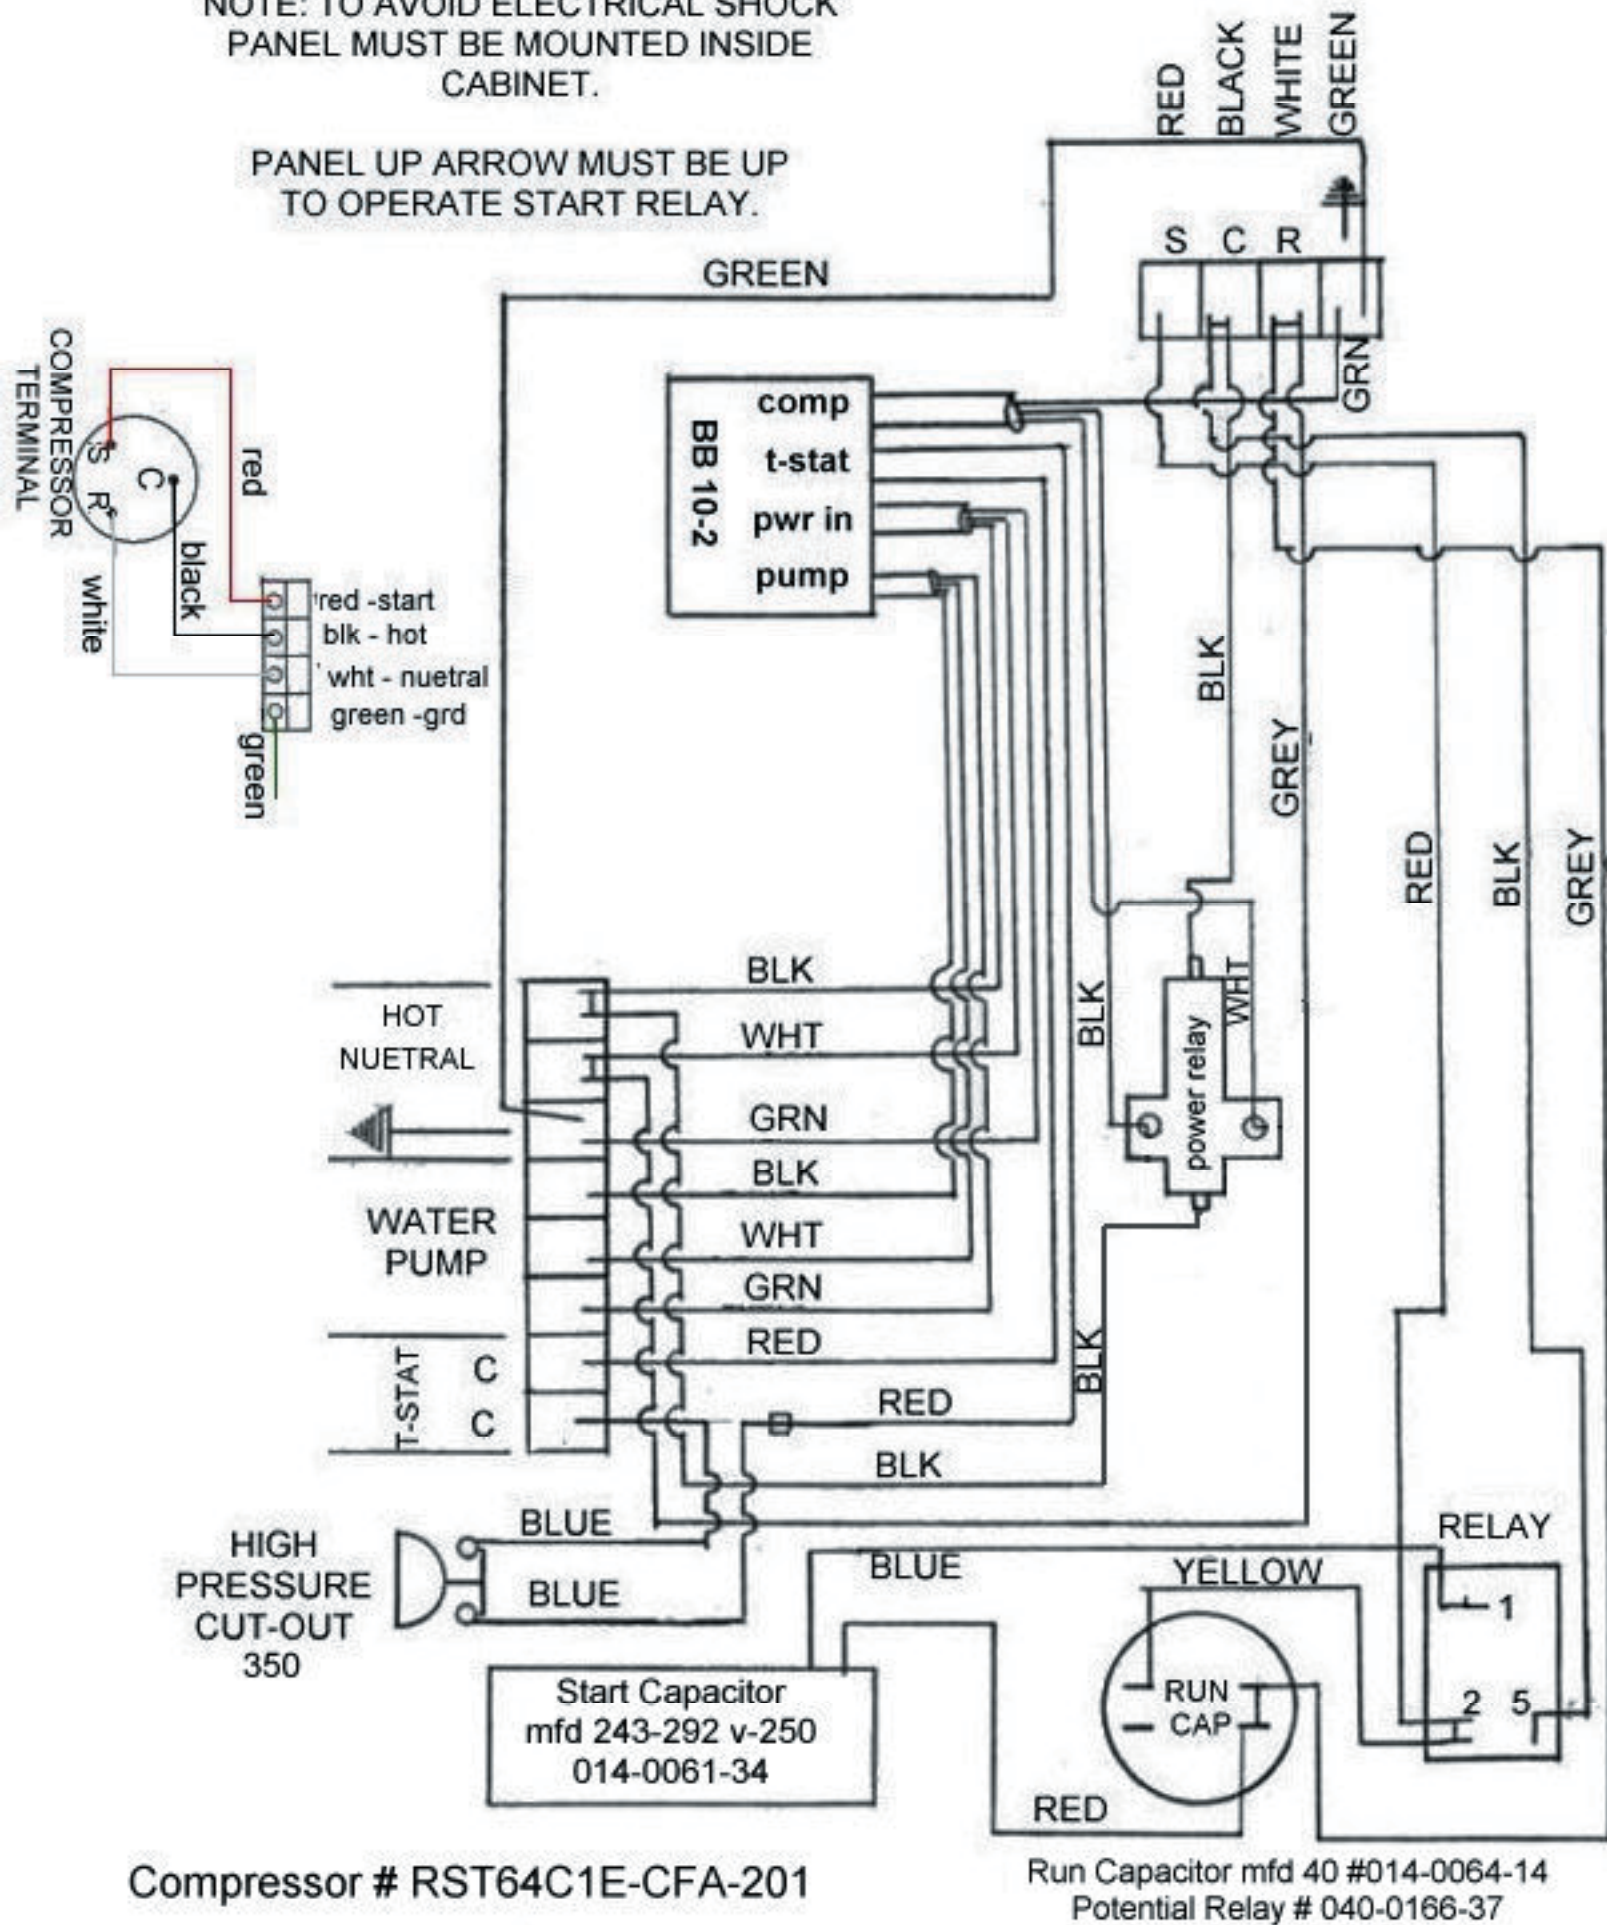 NOTE: TO AVOID ELECTRICAL SHOCK
PANEL MUST BE MOUNTED INSIDE
CABINET.
PANEL UP ARROW MUST BE UP
TO OPERATE START RELAY.
RED
BLACK
WHITE
GREEN
S C R
GRN
GREEN
COMPRESSOR
TERMINAL
S
R
C
red
black
white
green
red -start
blk - hot
wht - nuetral
green -grd
BB 10-2
comp
t-stat
pwr in
pump
BLK
GREY
RED
BLK
GREY
BLK
WHT
power relay
BLK
HOT
NUETRAL
WATER
PUMP
T-STAT
C
C
BLK
WHT
GRN
BLK
WHT
GRN
RED
RED
BLK
HIGH
PRESSURE
CUT-OUT
350
BLUE
BLUE
BLUE
YELLOW
RELAY
1
2 5
RUN
CAP
RED
Start Capacitor
mfd 243-292 v-250
014-0061-34
Compressor # RST64C1E-CFA-201
Run Capacitor mfd 40 #014-0064-14
Potential Relay # 040-0166-37